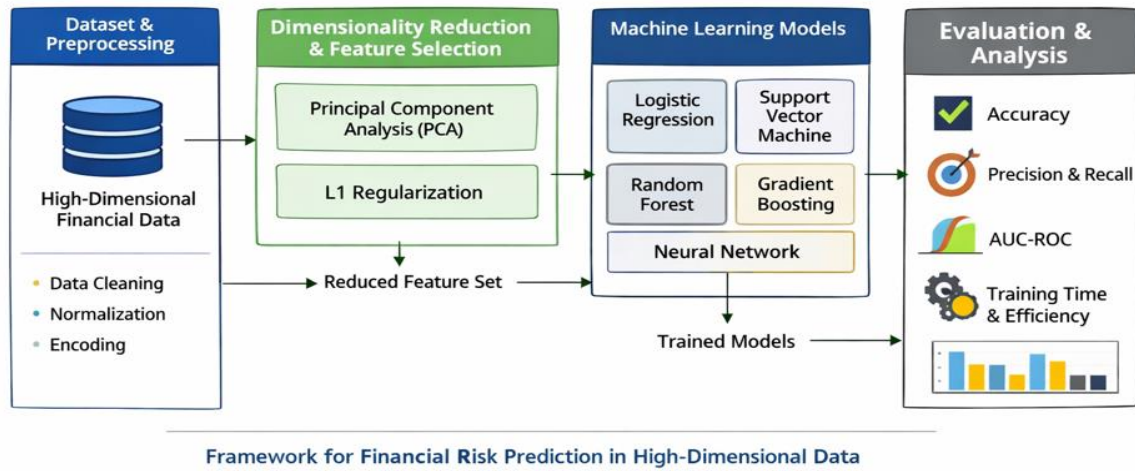 Dataset &
Preprocessing
High-Dimensional
Financial Data
Data Cleaning
Normalization
Encoding
Dimensionality Reduction
& Feature Selection
Principal Component
Analysis (PCA)
L1 Regularization
Reduced Feature Set
Machine Learning Models
Logistic
Regression
Support
Vector
Machine
Random
Forest
Gradient
Boosting
Neural Network
Trained Models
Evaluation &
Analysis
Accuracy
Precision & Recall
AUC-ROC
Training Time
& Efficiency
Framework for Financial Risk Prediction in High-Dimensional Data